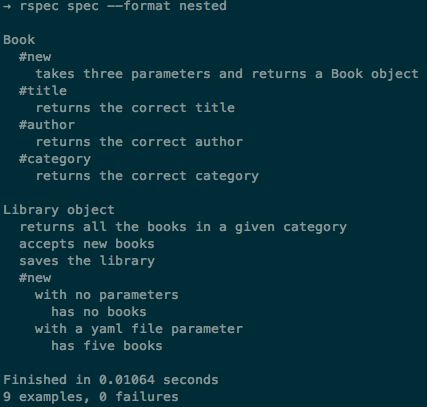 → rspec spec --format nested

Book
  #new
    takes three parameters and returns a Book object
  #title
    returns the correct title
  #author
    returns the correct author
  #category
    returns the correct category

Library object
  returns all the books in a given category
  accepts new books
  saves the library
  #new
    with no parameters
      has no books
    with a yaml file parameter
      has five books

Finished in 0.01064 seconds
9 examples, 0 failures